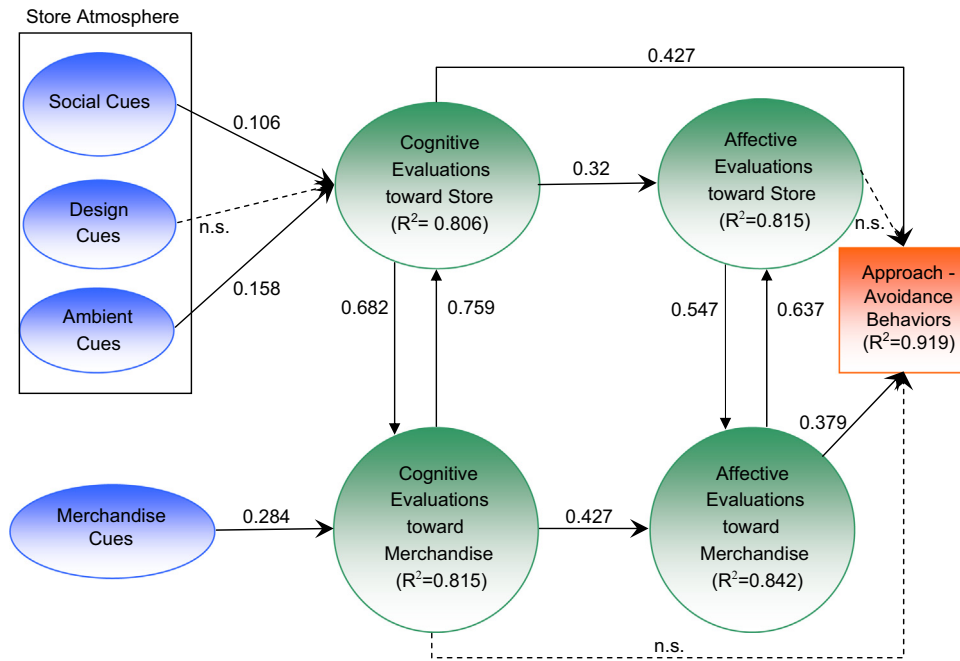 Store Atmosphere
Social Cues
Design
Cues
Ambient
Cues
0.106
n.s.
0.158
Cognitive
Evaluations
toward Store
(R²= 0.806)
0.427
0.32
Affective
Evaluations
toward Store
(R²=0.815)
n.s.
Approach -
Avoidance
Behaviors
(R²=0.919)
0.682
0.759
0.547
0.637
0.379
Merchandise
Cues
0.284
Cognitive
Evaluations
toward
Merchandise
(R²=0.815)
0.427
Affective
Evaluations
toward
Merchandise
(R²=0.842)
n.s.